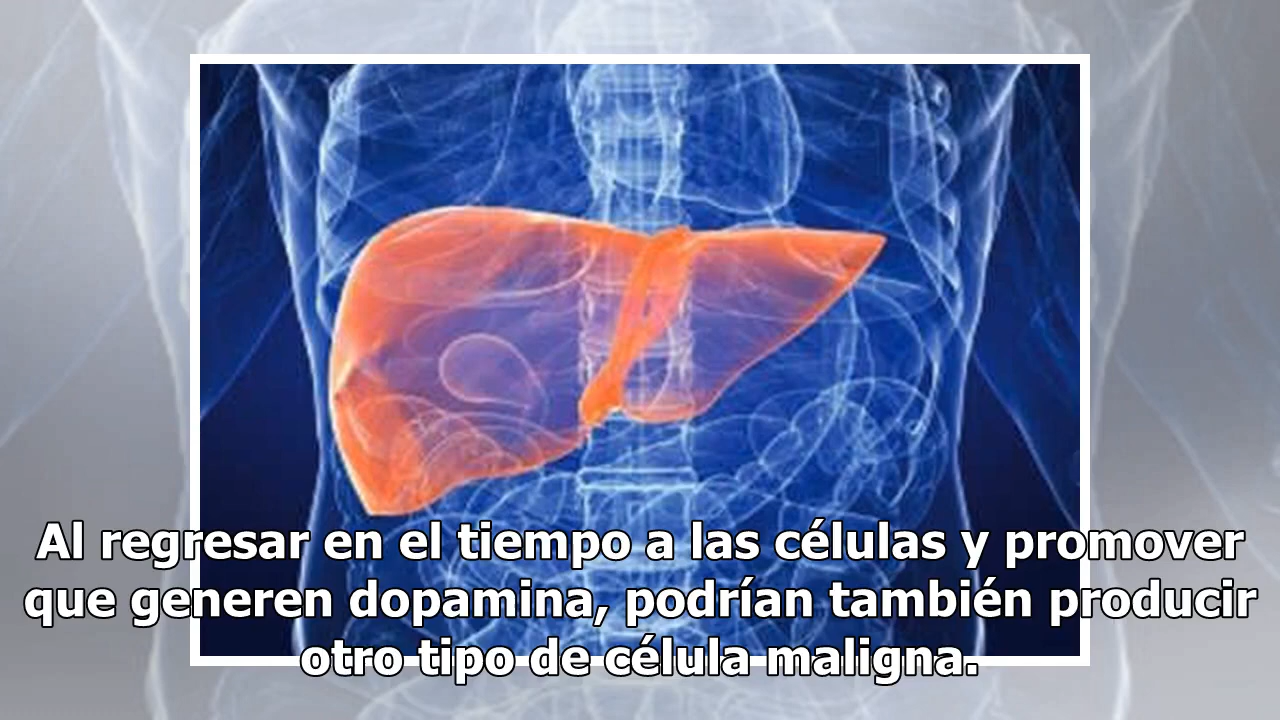 Al regresar en el tiempo a las células y promover
que generen dopamina, podrían también producir
otro tipo de célula maligna.